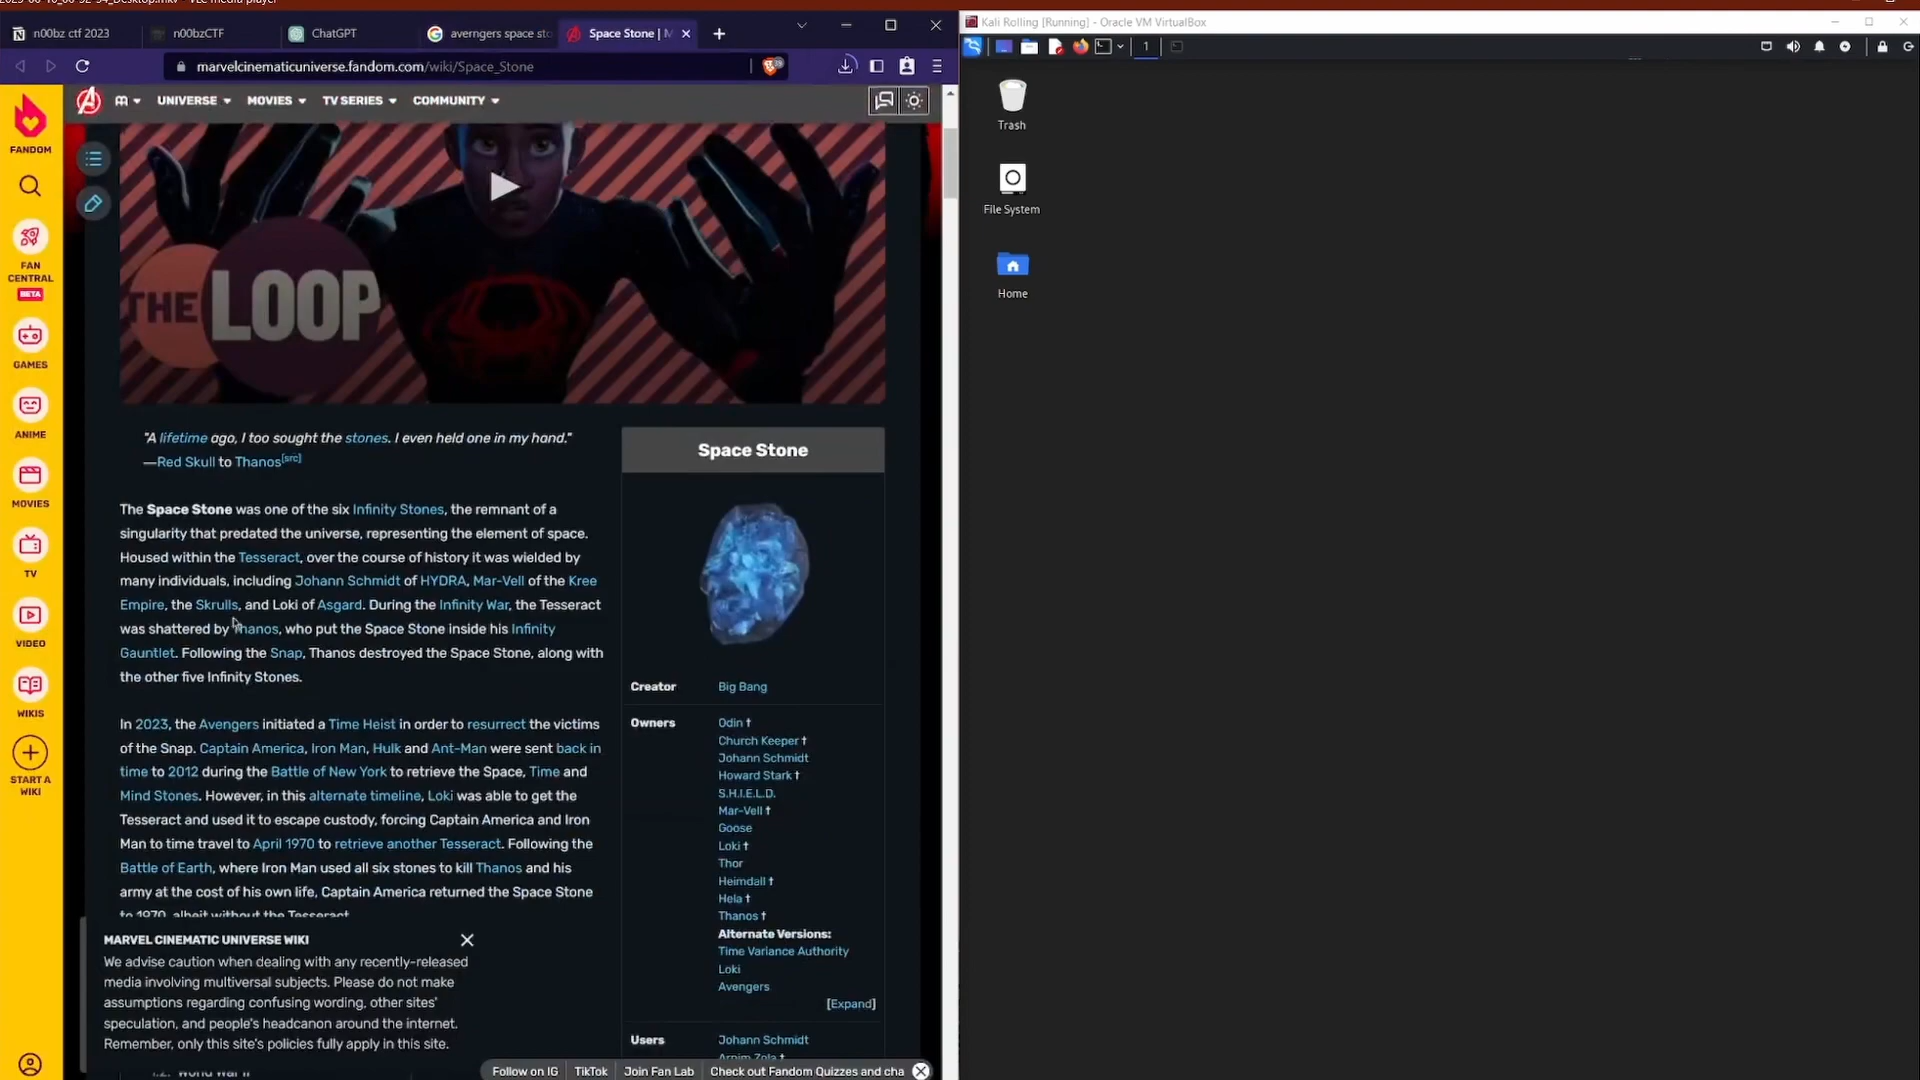 Kali Rolling [Running] - Oracle VM VirtualBox
n00bz ctf 2023
n00bzCTF
ChatGPT
averngers space sto
Space Stone | M
marvelcinematicuniverse.fandom.com/wiki/Space_Stone
1
UNIVERSE
MOVIES
TV SERIES
COMMUNITY
FANDOM
FAN
CENTRAL
BETA
GAMES
ANIME
MOVIES
TV
VIDEO
WIKIS
START A
WIKI
THE LOOP
"A lifetime ago, I too sought the stones. I even held one in my hand."
—Red Skull to Thanos[src]
The Space Stone was one of the six Infinity Stones, the remnant of a
singularity that predated the universe, representing the element of space.
Housed within the Tesseract, over the course of history it was wielded by
many individuals, including Johann Schmidt of HYDRA, Mar-Vell of the Kree
Empire, the Skrulls, and Loki of Asgard. During the Infinity War, the Tesseract
was shattered by Thanos, who put the Space Stone inside his Infinity
Gauntlet. Following the Snap, Thanos destroyed the Space Stone, along with
the other five Infinity Stones.
In 2023, the Avengers initiated a Time Heist in order to resurrect the victims
of the Snap. Captain America, Iron Man, Hulk and Ant-Man were sent back in
time to 2012 during the Battle of New York to retrieve the Space, Time and
Mind Stones. However, in this alternate timeline, Loki was able to get the
Tesseract and used it to escape custody, forcing Captain America and Iron
Man to time travel to April 1970 to retrieve another Tesseract. Following the
Battle of Earth, where Iron Man used all six stones to kill Thanos and his
army at the cost of his own life, Captain America returned the Space Stone
to 1970, albeit without the Tesseract.
MARVEL CINEMATIC UNIVERSE WIKI
We advise caution when dealing with any recently-released
media involving multiversal subjects. Please do not make
assumptions regarding confusing wording, other sites'
speculation, and people's headcanon around the internet.
Remember, only this site's policies fully apply in this site.
1.2. World War II
Space Stone
Creator Big Bang
Owners Odin †
Church Keeper †
Johann Schmidt
Howard Stark †
S.H.I.E.L.D.
Mar-Vell †
Goose
Loki †
Thor
Heimdall †
Hela †
Thanos †
Alternate Versions:
Time Variance Authority
Loki
Avengers
[Expand]
Users Johann Schmidt
Arnim Zola †
Follow on IG TikTok Join Fan Lab Check out Fandom Quizzes and cha
Trash
File System
Home